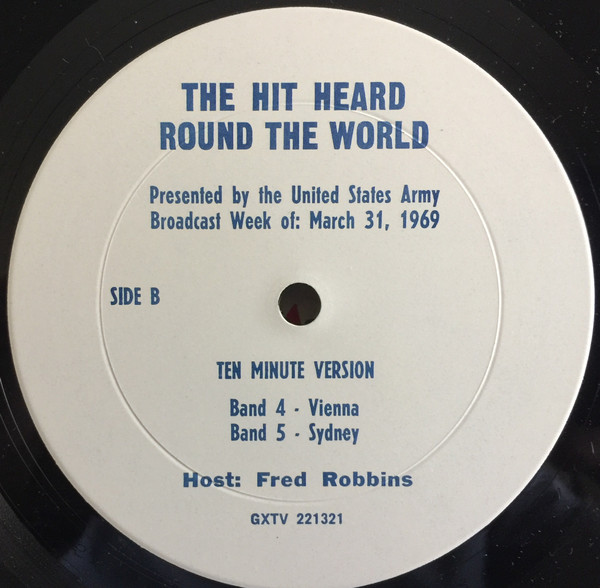 THE HIT HEARD
ROUND THE WORLD
Presented by the United States Army
Broadcast Week of: March 31, 1969
SIDE B
TEN MINUTE VERSION
Band 4 - Vienna
Band 5 - Sydney
Host: Fred Robbins
GXTV 221321